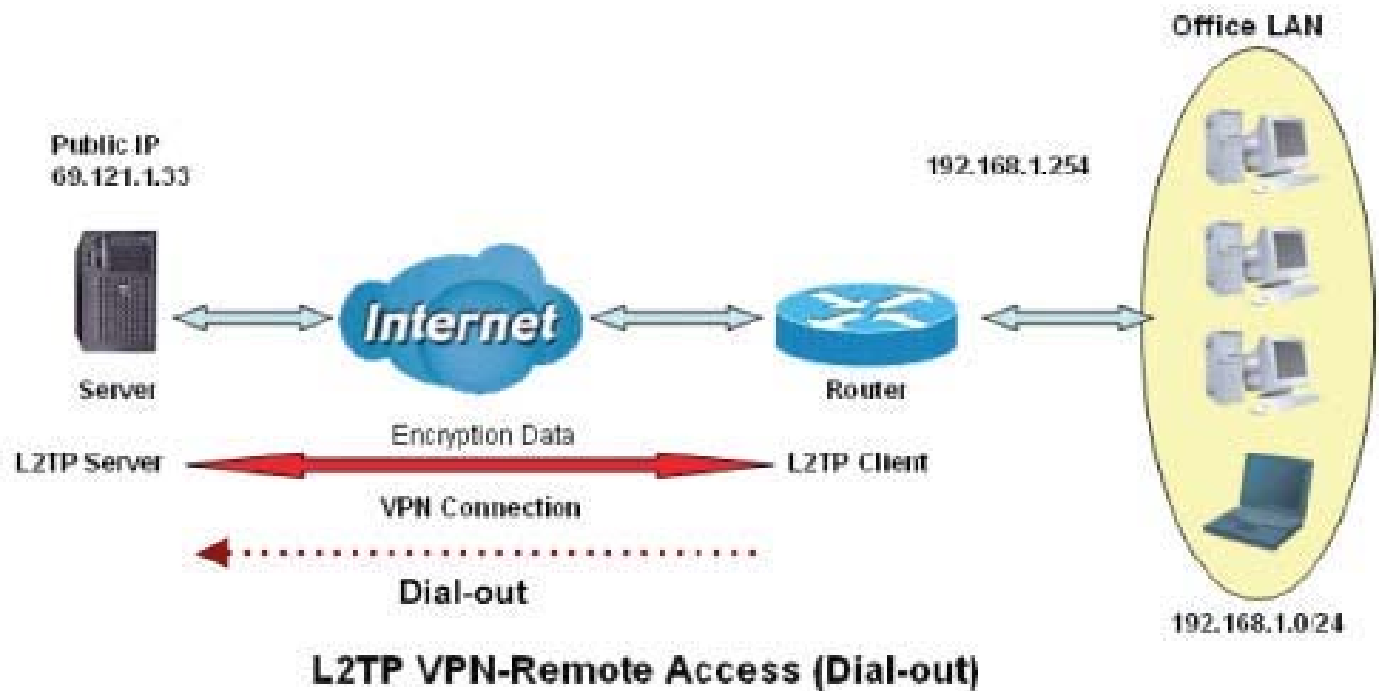 Office LAN
Public IP
69.121.1.33
192.168.1.254
Internet
Server
Router
Encryption Data
L2TP Server
L2TP Client
VPN Connection
Dial-out
192.168.1.0/24
L2TP VPN-Remote Access (Dial-out)